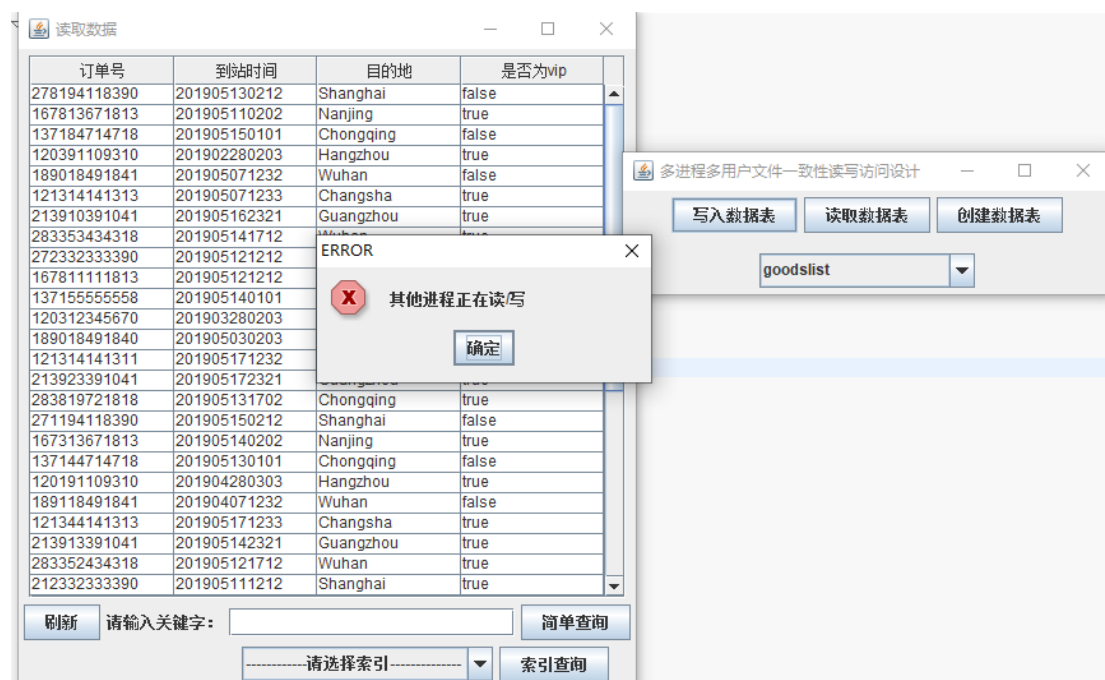 读取数据
订单号 到站时间 目的地 是否为vip
278194118390 201905130212 Shanghai false
167813671813 201905110202 Nanjing true
137184714718 201905150101 Chongqing false
120391109310 201902280203 Hangzhou true
189018491841 201905071232 Wuhan false
121314141313 201905071233 Changsha true
213910391041 201905162321 Guangzhou true
283353434318 201905141712
272332333390 201905121212
167811111813 201905121212
137155555558 201905140101
120312345670 201903280203
189018491840 201905030203
121314141311 201905171232
213923391041 201905172321
283819721818 201905131702 Chongqing true
271194118390 201905150212 Shanghai false
167313671813 201905140202 Nanjing true
137144714718 201905130101 Chongqing false
120191109310 201904280303 Hangzhou true
189118491841 201904071232 Wuhan false
121344141313 201905171233 Changsha true
213913391041 201905142321 Guangzhou true
283352434318 201905121712 Wuhan true
212332333390 201905111212 Shanghai true
刷新 请输入关键字： 简单查询
------------请选择索引-------------- 索引查询
ERROR
其他进程正在读/写
确定
多进程多用户文件一致性读写访问设计
写入数据表 读取数据表 创建数据表
goodslist